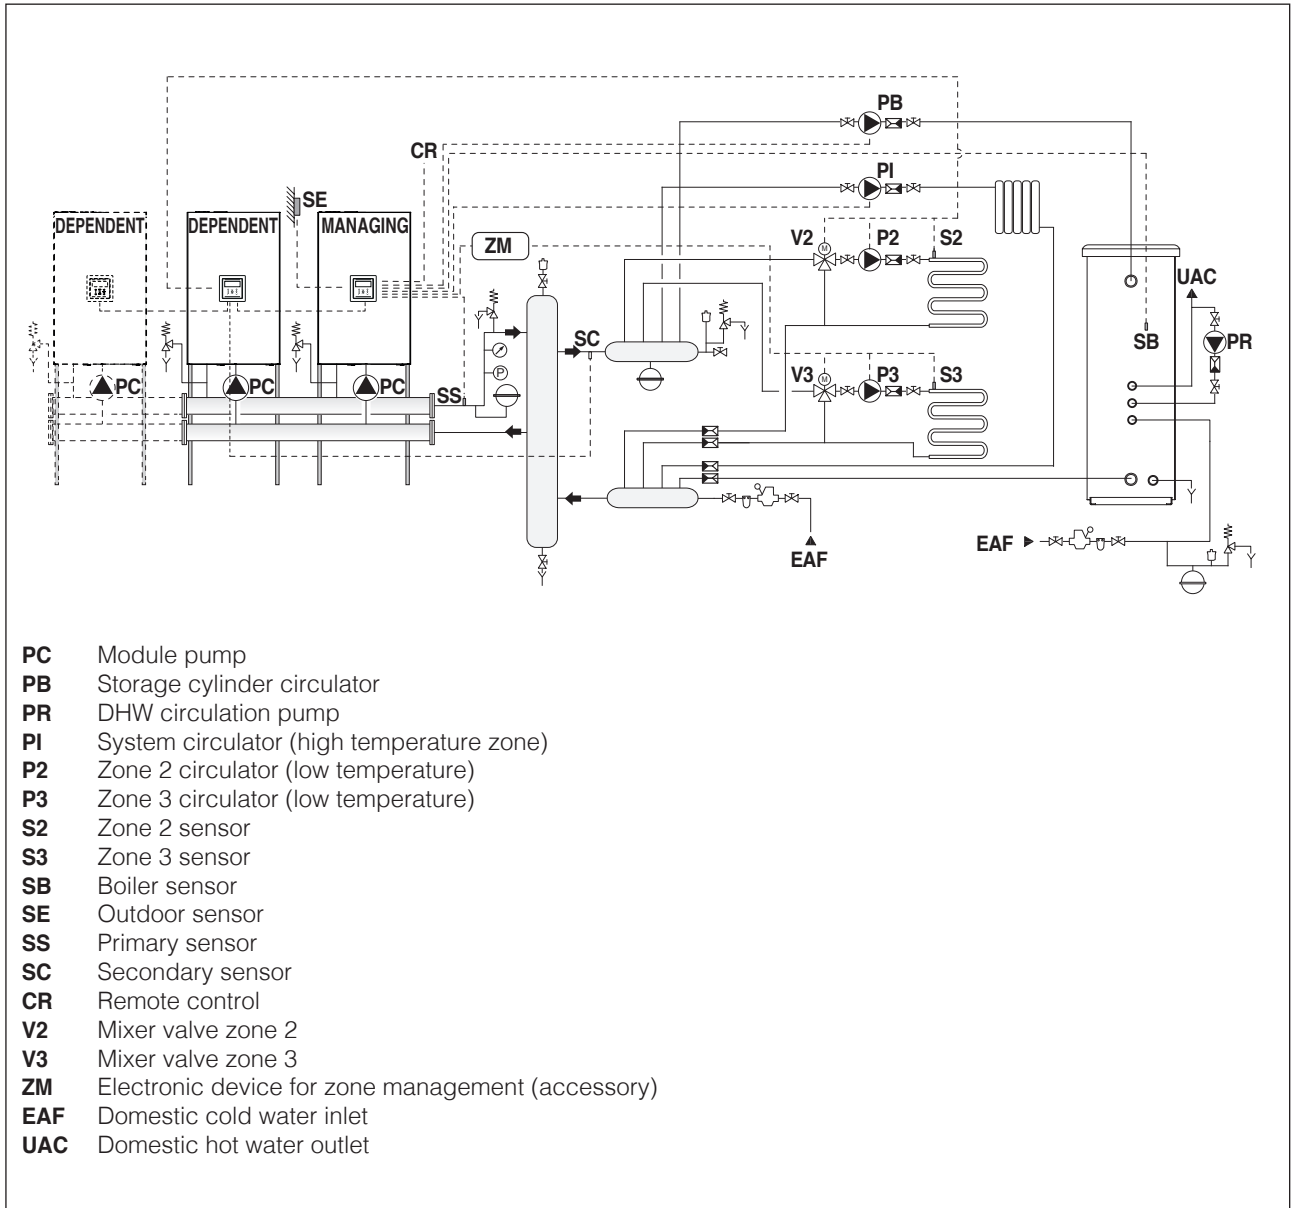 PB
CR
PI
SE
DEPENDENT
DEPENDENT
MANAGING
ZM
V2
M
P2
S2
UAC
SC
SB
PR
P
V3
M
P3
S3
PC
PC
PC
SS
EAF
EAF
PC Module pump
PB Storage cylinder circulator
PR DHW circulation pump
PI System circulator (high temperature zone)
P2 Zone 2 circulator (low temperature)
P3 Zone 3 circulator (low temperature)
S2 Zone 2 sensor
S3 Zone 3 sensor
SB Boiler sensor
SE Outdoor sensor
SS Primary sensor
SC Secondary sensor
CR Remote control
V2 Mixer valve zone 2
V3 Mixer valve zone 3
ZM Electronic device for zone management (accessory)
EAF Domestic cold water inlet
UAC Domestic hot water outlet